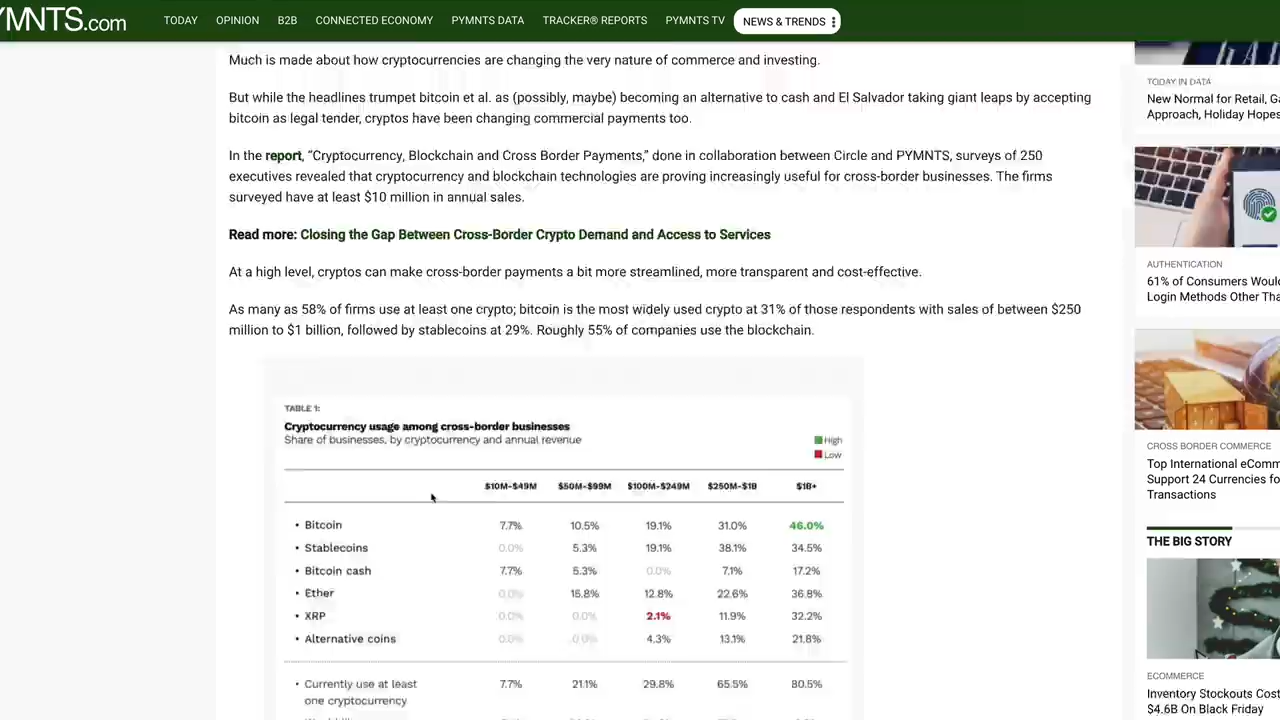 YMNTS.com
TODAY OPINION B2B CONNECTED ECONOMY PYMNTS DATA TRACKER® REPORTS PYMNTS TV NEWS & TRENDS
Much is made about how cryptocurrencies are changing the very nature of commerce and investing.
But while the headlines trumpet bitcoin et al. as (possibly, maybe) becoming an alternative to cash and El Salvador taking giant leaps by accepting
bitcoin as legal tender, cryptos have been changing commercial payments too.
In the report, “Cryptocurrency, Blockchain and Cross Border Payments,” done in collaboration between Circle and PYMNTS, surveys of 250
executives revealed that cryptocurrency and blockchain technologies are proving increasingly useful for cross-border businesses. The firms
surveyed have at least $10 million in annual sales.
Read more: Closing the Gap Between Cross-Border Crypto Demand and Access to Services
At a high level, cryptos can make cross-border payments a bit more streamlined, more transparent and cost-effective.
As many as 58% of firms use at least one crypto; bitcoin is the most widely used crypto at 31% of those respondents with sales of between $250
million to $1 billion, followed by stablecoins at 29%. Roughly 55% of companies use the blockchain.
TABLE 1:
Cryptocurrency usage among cross-border businesses
Share of businesses, by cryptocurrency and annual revenue
High
Low
$10M-$49M $50M-$99M $100M-$249M $250M-$1B $1B+
• Bitcoin 7.7% 10.5% 19.1% 31.0% 46.0%
• Stablecoins 0.0% 5.3% 19.1% 38.1% 34.5%
• Bitcoin cash 7.7% 5.3% 0.0% 7.1% 17.2%
• Ether 0.0% 15.8% 12.8% 22.6% 36.8%
• XRP 0.0% 0.0% 2.1% 11.9% 32.2%
• Alternative coins 0.0% 0.0% 4.3% 13.1% 21.8%
• Currently use at least 7.7% 21.1% 29.8% 65.5% 80.5%
one cryptocurrency
TODAY IN DATA
New Normal for Retail, Ga
Approach, Holiday Hopes
AUTHENTICATION
61% of Consumers Would
Login Methods Other Tha
CROSS BORDER COMMERCE
Top International eComm
Support 24 Currencies fo
Transactions
THE BIG STORY
ECOMMERCE
Inventory Stockouts Cost
$4.6B On Black Friday